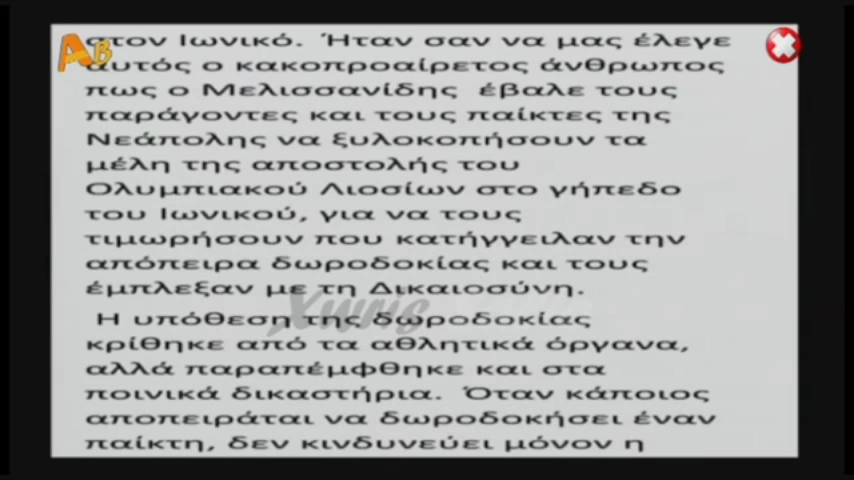 στον Ιωνικό. Ήταν σαν να μας έλεγε
αυτός ο κακοπροαίρετος άνθρωπος
πως ο Μελισσανίδης έβαλε τους
παράγοντες και τους παίκτες της
Νεάπολης να ξυλοκοπήσουν τα
μέλη της αποστολής του
Ολυμπιακού Λιοσίων στο γήπεδο
του Ιωνικού, για να τους
τιμωρήσουν που κατήγγειλαν την
απόπειρα δωροδοκίας και τους
έμπλεξαν με τη Δικαιοσύνη.
Η υπόθεση της δωροδοκίας
κρίθηκε από τα αθλητικά όργανα,
αλλά παραπέμφθηκε και στα
ποινικά δικαστήρια. Όταν κάποιος
αποπειράται να δωροδοκήσει έναν
παίκτη, δεν κινδυνεύει μόνον η
AB
Xwris